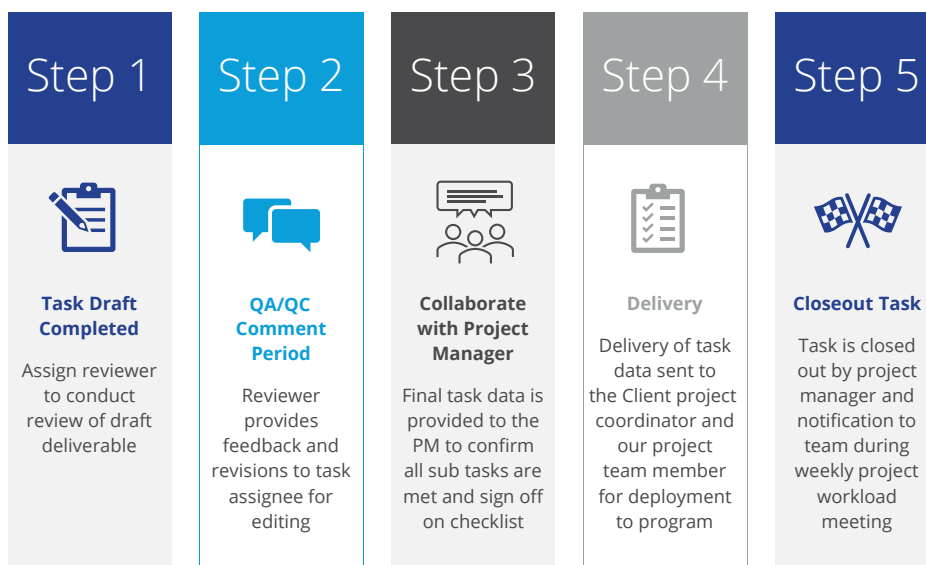 Step 1
Task Draft
Completed
Assign reviewer
to conduct
review of draft
deliverable
Step 2
QA/QC
Comment
Period
Reviewer
provides
feedback and
revisions to task
assignee for
editing
Step 3
Collaborate
with Project
Manager
Final task data is
provided to the
PM to confirm
all sub tasks are
met and sign off
on checklist
Step 4
Delivery
Delivery of task
data sent to
the Client project
coordinator and
our project
team member
for deployment
to program
Step 5
Closeout Task
Task is closed
out by project
manager and
notification to
team during
weekly project
workload
meeting